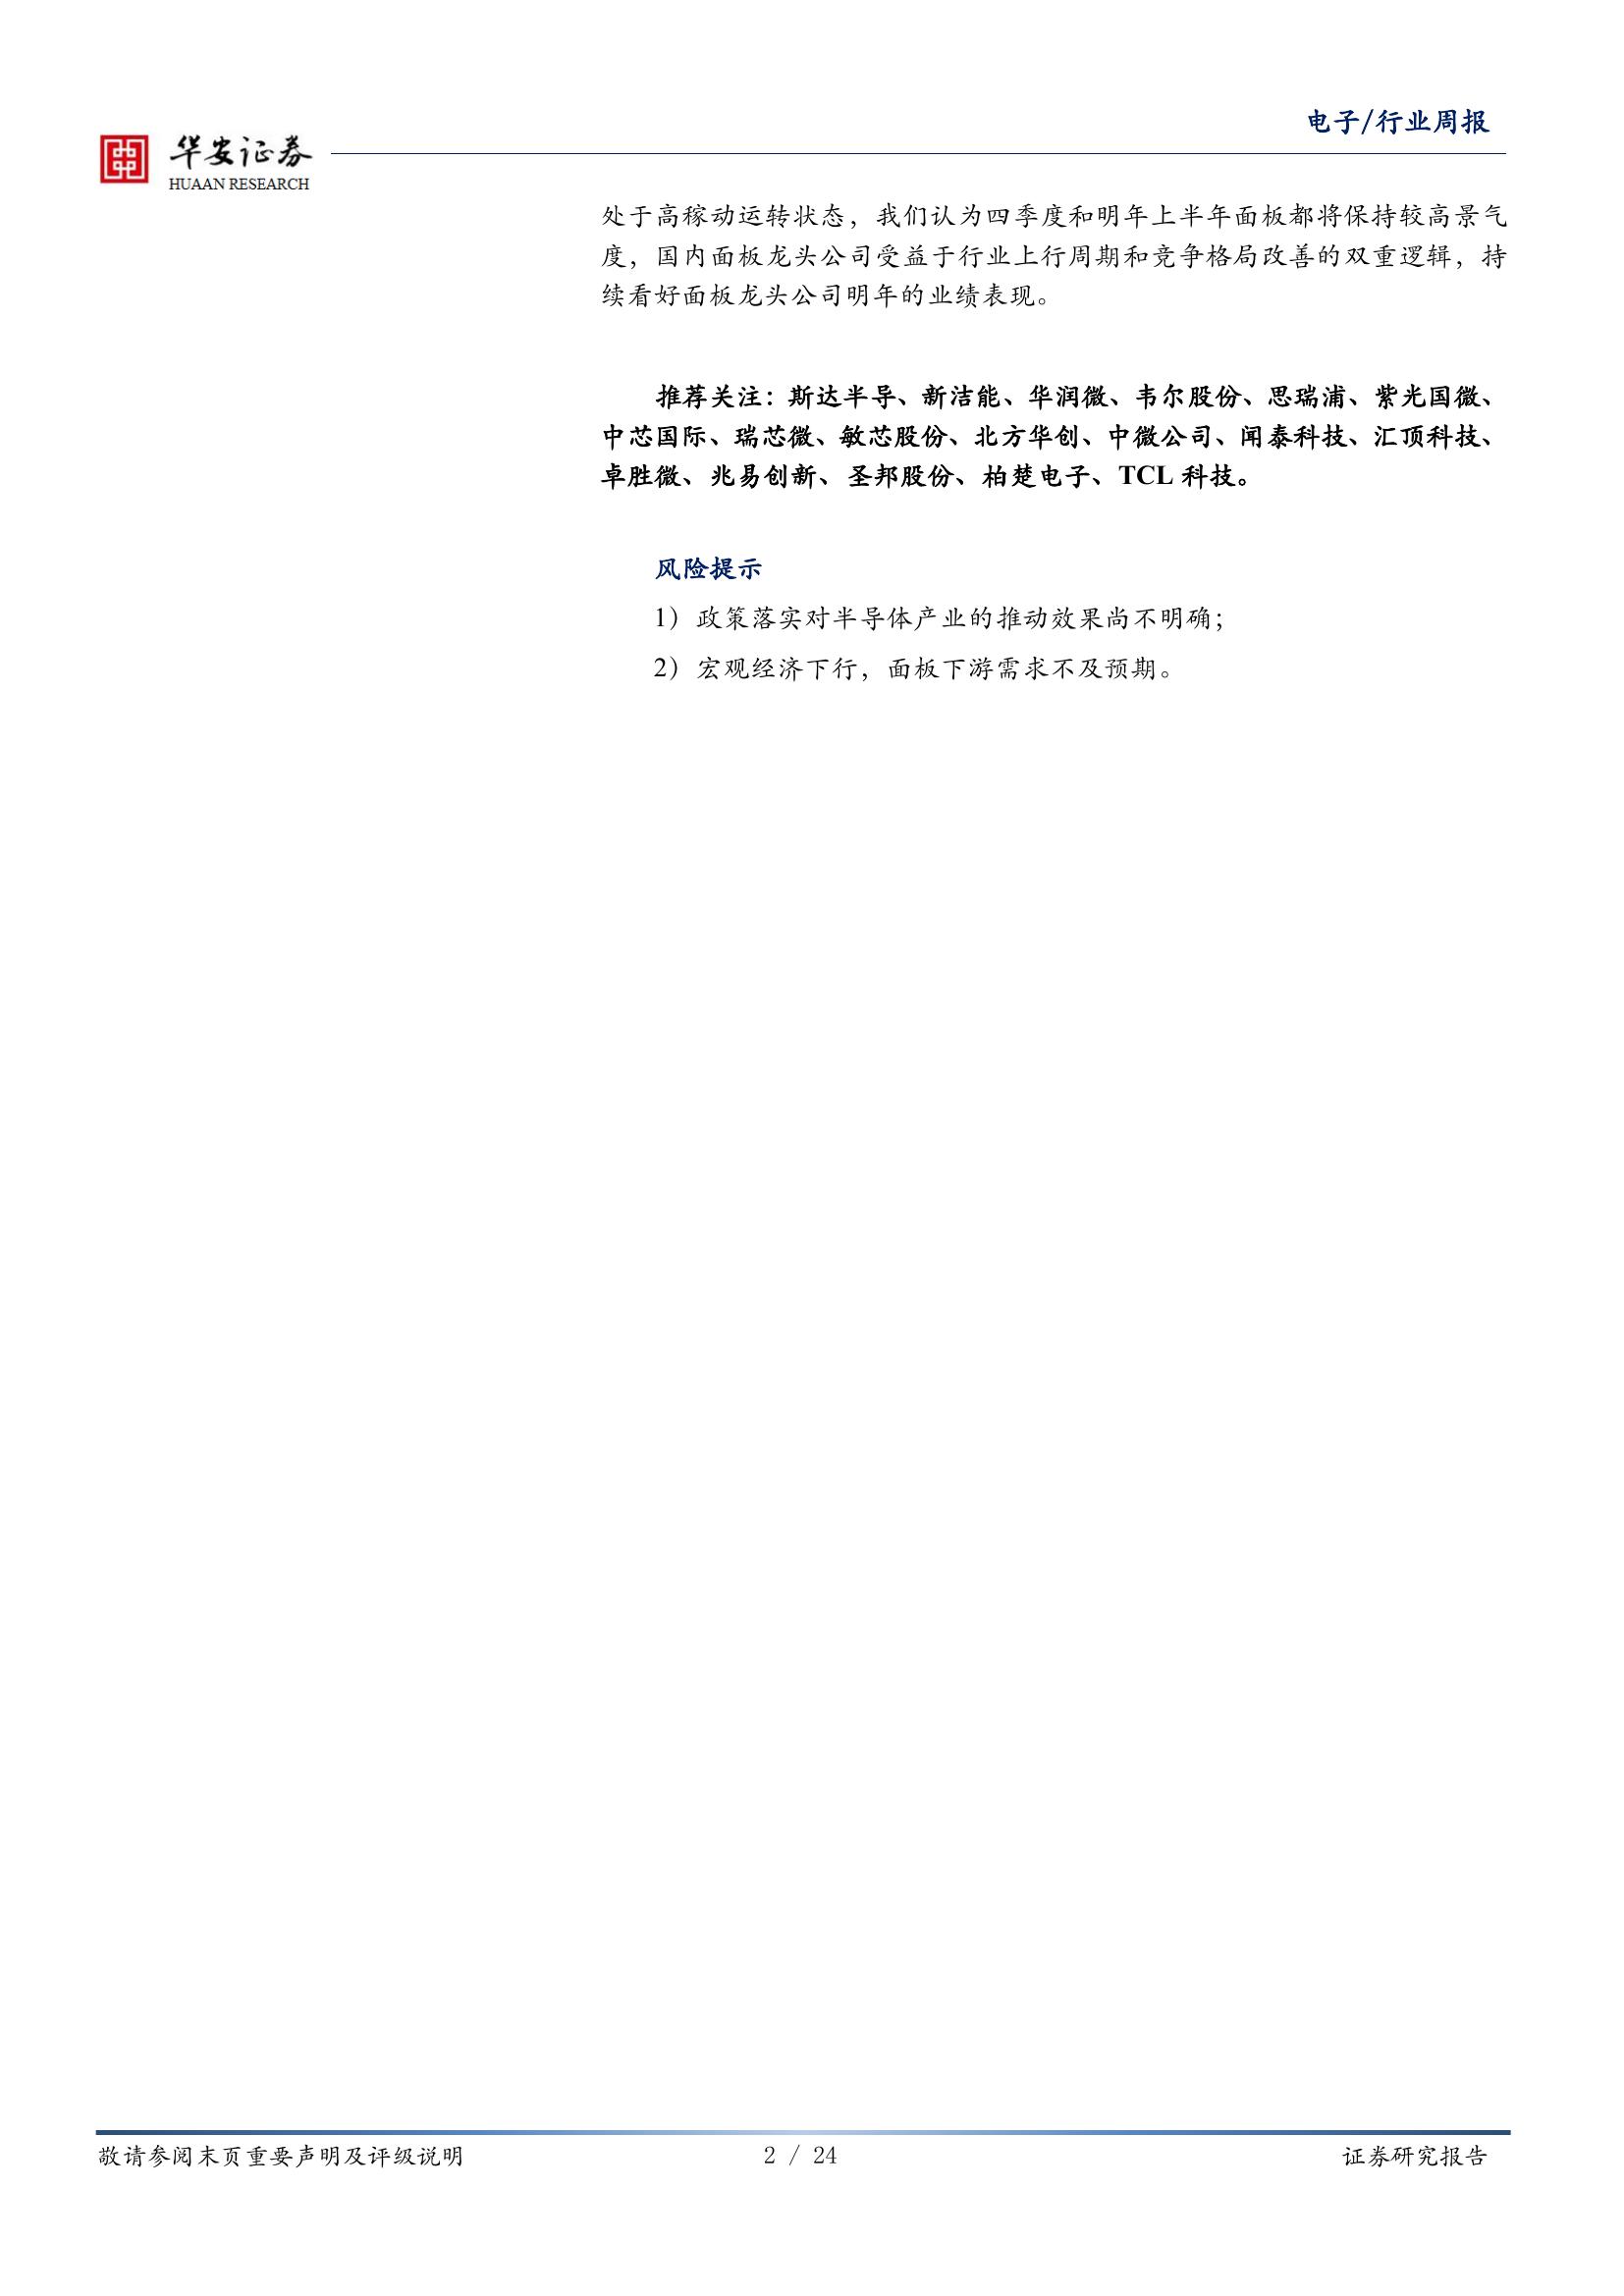 电子/行业周报
华安证券
HUAAN RESEARCH
处于高稼动运转状态，我们认为四季度和明年上半年面板都将保持较高景气
度，国内面板龙头公司受益于行业上行周期和竞争格局改善的双重逻辑，持
续看好面板龙头公司明年的业绩表现。
推荐关注：斯达半导、新洁能、华润微、韦尔股份、思瑞浦、紫光国微、
中芯国际、瑞芯微、敏芯股份、北方华创、中微公司、闻泰科技、汇顶科技、
卓胜微、兆易创新、圣邦股份、柏楚电子、TCL 科技。
风险提示
1）政策落实对半导体产业的推动效果尚不明确；
2）宏观经济下行，面板下游需求不及预期。
敬请参阅末页重要声明及评级说明
2 / 24
证券研究报告